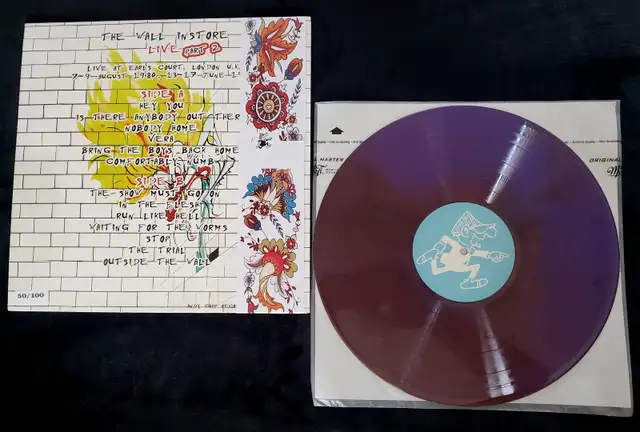 THE WALL INSTORE
LIVE PART 2
LIVE AT EARLS COURT, LONDON U.K.
7-9-AUGUST 1980, 13-17-JUNE
SIDE A
HEY YOU
IS THERE ANYBODY OUT THER
NOBODY HOME
VERA
BRING THE BOYS BACK HOME
COMFORTABLY NUMB
SIDE B
THE SHOW MUST GO ON
IN THE FLESH
RUN LIKE HELL
WAITING FOR THE WORMS
STOP
THE TRIAL
OUTSIDE THE WALL
50/100
MASTER
ORIGINAL